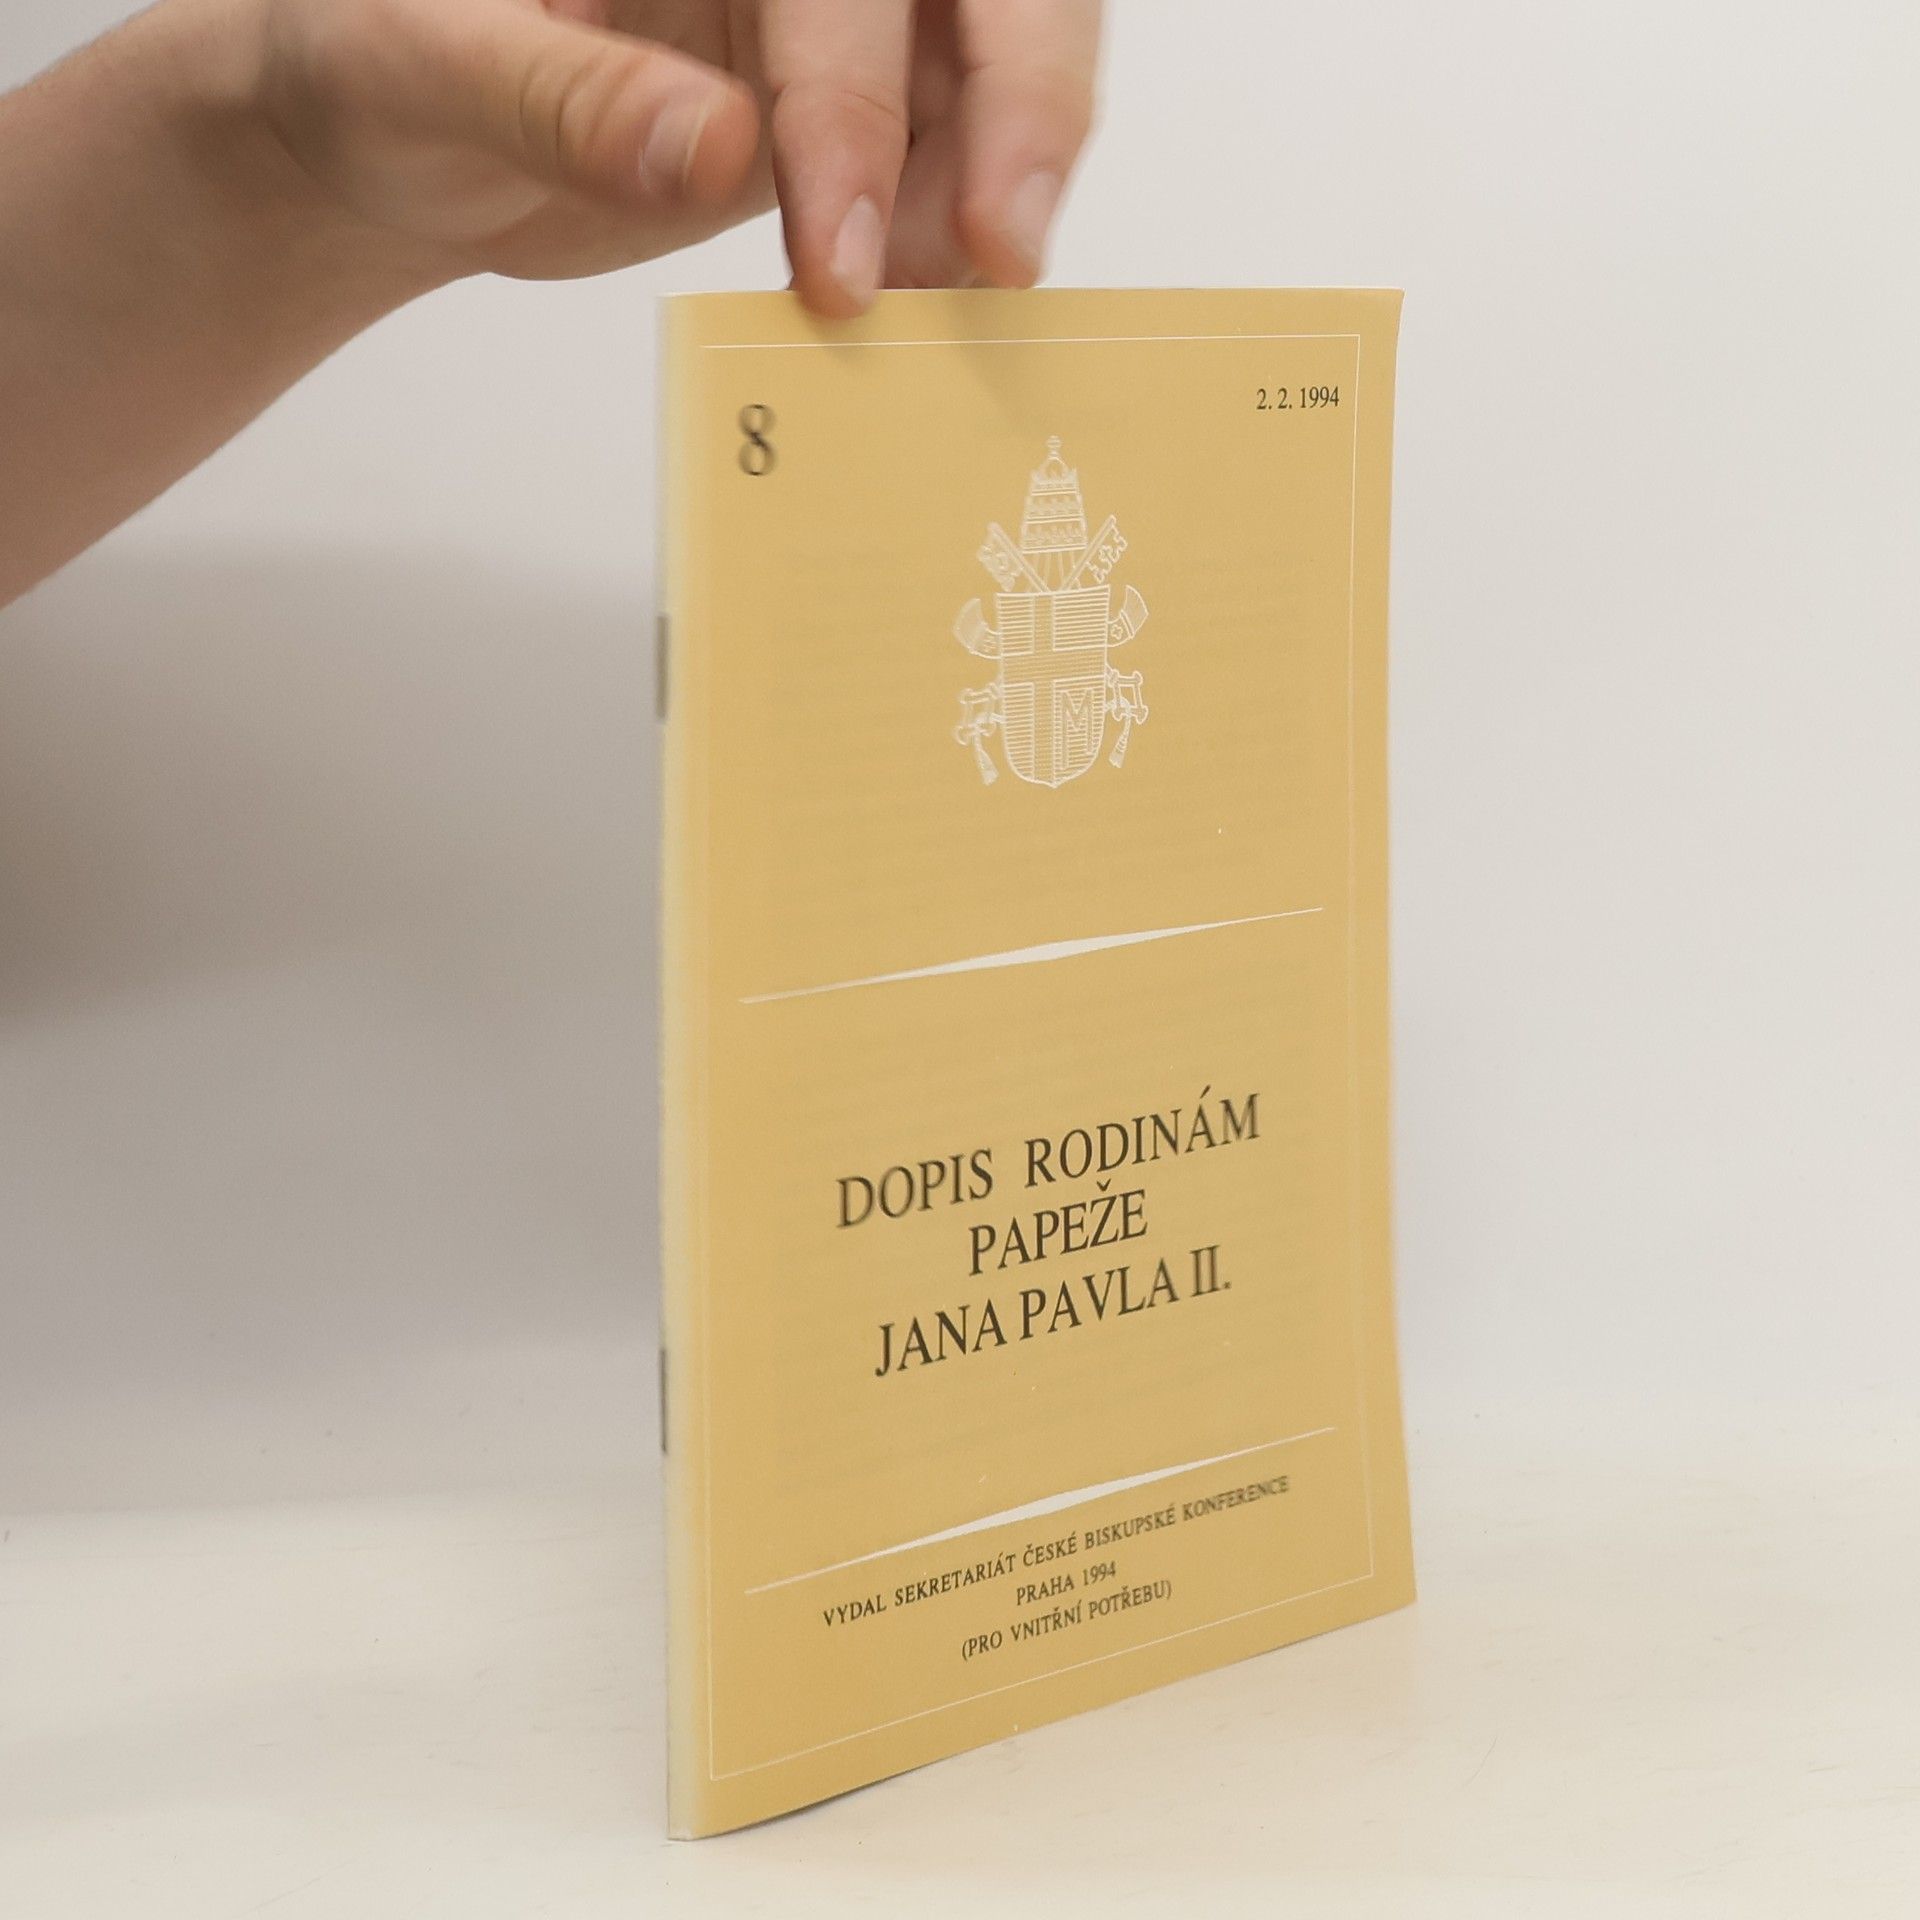 8
2. 2. 1994
M
DOPIS RODINÁM
PAPEŽE
JANA PAVLA II.
VYDAL SEKRETARIÁT ČESKÉ BISKUPSKÉ KONFERENCE
PRAHA 1994
(PRO VNITŘNÍ POTŘEBU)